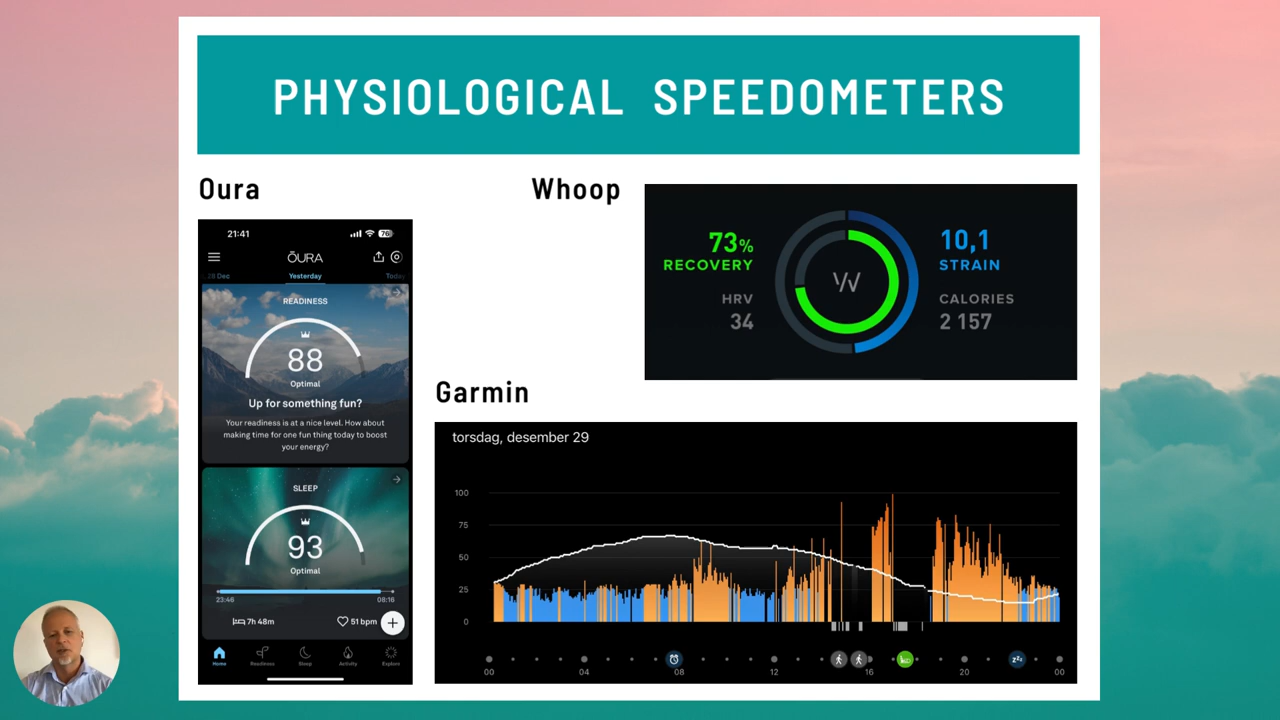 PHYSIOLOGICAL SPEEDOMETERS
Oura
21:41
76
ŌURA
29 Dec
Yesterday
Today
READINESS
88
Optimal
Up for something fun?
Your readiness is at a nice level. How about
making time for one fun thing today to boost
your energy?
SLEEP
93
Optimal
23:46
08:16
7h 48m
51 bpm
Home
Readiness
Sleep
Activity
Explore
Whoop
73%
RECOVERY
HRV
34
10,1
STRAIN
CALORIES
2 157
Garmin
torsdag, desember 29
100
75
50
25
0
zzz
00
04
08
12
16
20
00